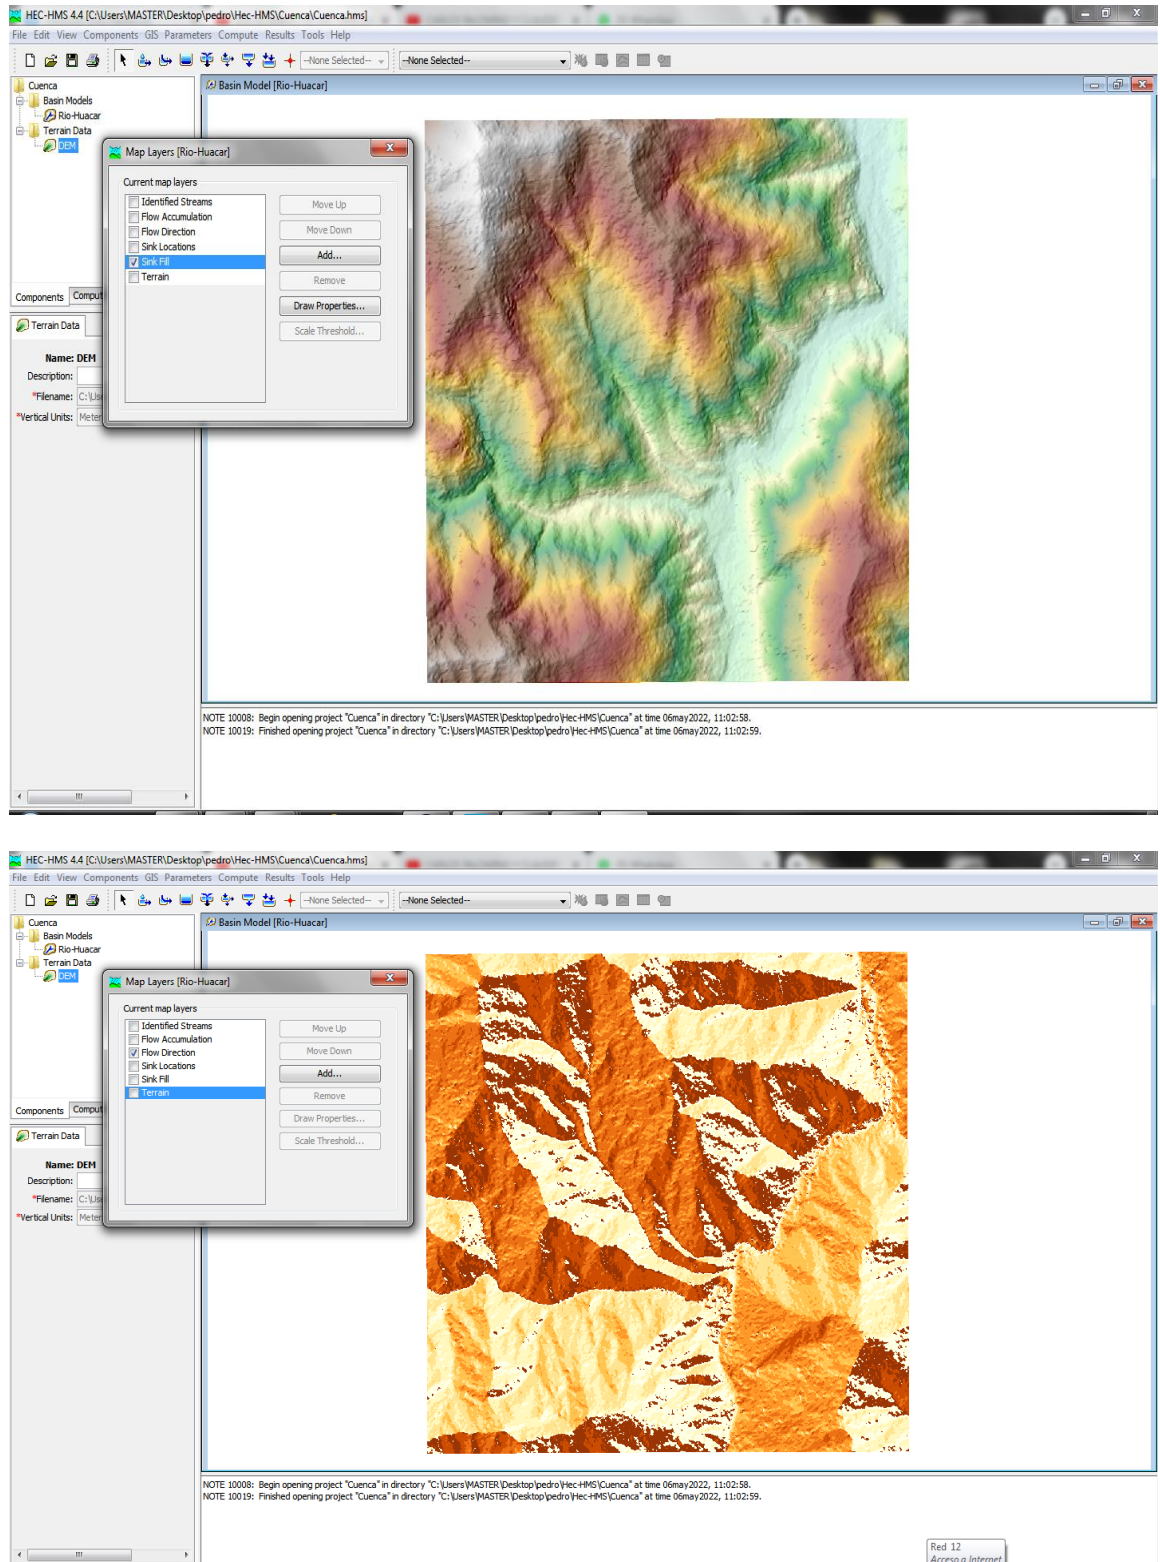 HEC-HMS 4.4 [C:\Users\MASTER\Desktop\pedro\Hec-HMS\Cuenca\Cuenca.hms]
File Edit View Components GIS Parameters Compute Results Tools Help
--None Selected-- --None Selected--
Cuenca
Basin Models
Rio-Huacar
Terrain Data
DEM
Components Comput
Terrain Data
Name: DEM
Description:
*Filename: C:\Use
*Vertical Units: Meter
Basin Model [Rio-Huacar]
Map Layers [Rio-Huacar]
Current map layers
Identified Streams
Flow Accumulation
Flow Direction
Sink Locations
Sink Fill
Terrain
Move Up
Move Down
Add...
Remove
Draw Properties...
Scale Threshold...
NOTE 10008: Begin opening project "Cuenca" in directory "C:\Users\MASTER\Desktop\pedro\Hec-HMS\Cuenca" at time 06may2022, 11:02:58.
NOTE 10019: Finished opening project "Cuenca" in directory "C:\Users\MASTER\Desktop\pedro\Hec-HMS\Cuenca" at time 06may2022, 11:02:59.
HEC-HMS 4.4 [C:\Users\MASTER\Desktop\pedro\Hec-HMS\Cuenca\Cuenca.hms]
File Edit View Components GIS Parameters Compute Results Tools Help
--None Selected-- --None Selected--
Cuenca
Basin Models
Rio-Huacar
Terrain Data
DEM
Components Comput
Terrain Data
Name: DEM
Description:
*Filename: C:\Use
*Vertical Units: Meter
Basin Model [Rio-Huacar]
Map Layers [Rio-Huacar]
Current map layers
Identified Streams
Flow Accumulation
Flow Direction
Sink Locations
Sink Fill
Terrain
Move Up
Move Down
Add...
Remove
Draw Properties...
Scale Threshold...
NOTE 10008: Begin opening project "Cuenca" in directory "C:\Users\MASTER\Desktop\pedro\Hec-HMS\Cuenca" at time 06may2022, 11:02:58.
NOTE 10019: Finished opening project "Cuenca" in directory "C:\Users\MASTER\Desktop\pedro\Hec-HMS\Cuenca" at time 06may2022, 11:02:59.
Red 12
Acceso a Internet